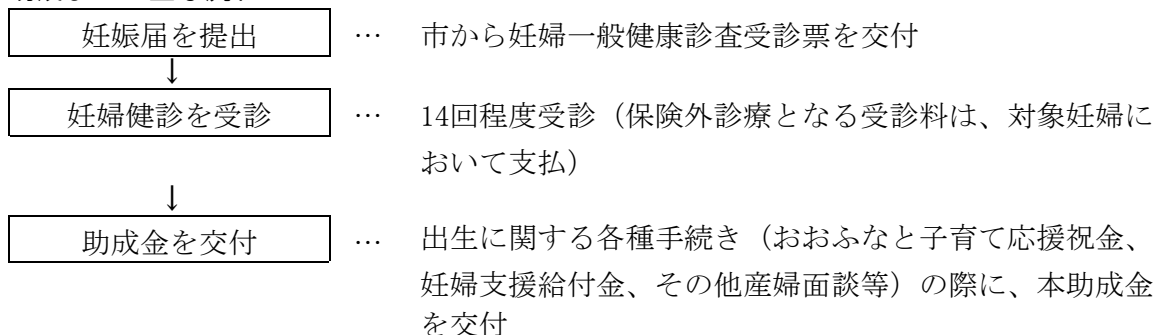 妊娠届を提出 … 市から妊婦一般健康診査受診票を交付
↓
妊婦健診を受診 … 14回程度受診（保険外診療となる受診料は、対象妊婦に
おいて支払）
↓
助成金を交付 … 出生に関する各種手続き（おおふなと子育て応援祝金、
妊婦支援給付金、その他産婦面談等）の際に、本助成金
を交付